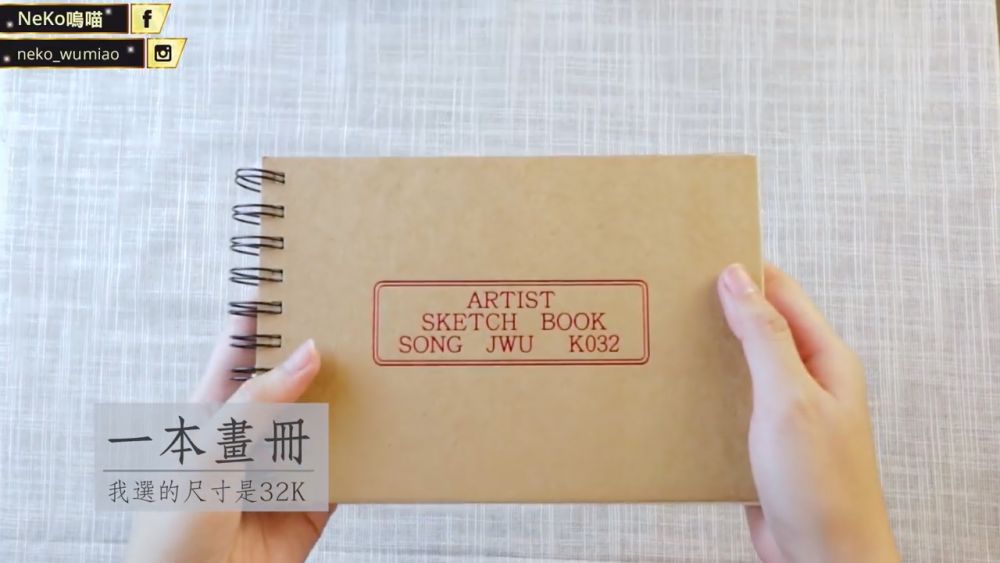 NeKo嗚喵
neko_wumiao
ARTIST
SKETCH BOOK
SONG JWU K032
一本畫冊
我選的尺寸是32K